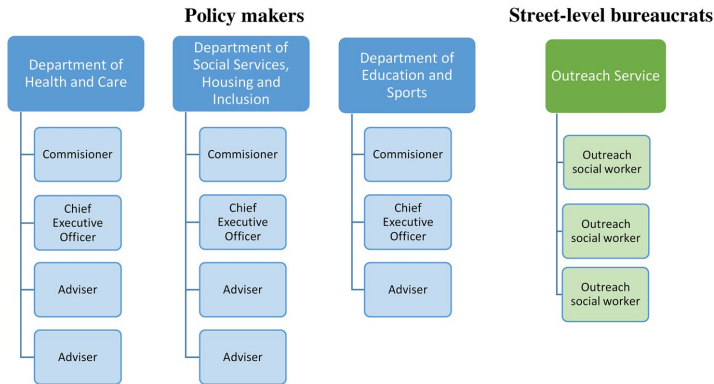 Policy makers
Street-level bureaucrats
Department of
Health and Care
Commisioner
Chief
Executive
Officer
Adviser
Adviser
Department of
Social Services,
Housing and
Inclusion
Commisioner
Chief
Executive
Officer
Adviser
Adviser
Department of
Education and
Sports
Commisioner
Chief
Executive
Officer
Adviser
Outreach Service
Outreach
social worker
Outreach
social worker
Outreach
social worker